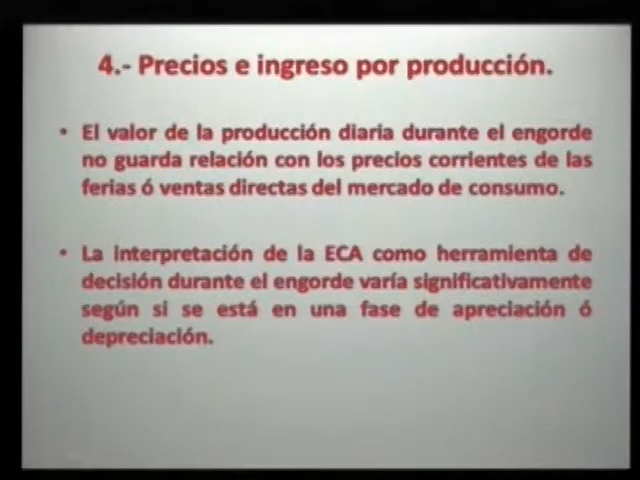 4.- Precios e ingreso por producción.
• El valor de la producción diaria durante el engorde
no guarda relación con los precios corrientes de las
ferias ó ventas directas del mercado de consumo.
• La interpretación de la ECA como herramienta de
decisión durante el engorde varía significativamente
según si se está en una fase de apreciación ó
depreciación.